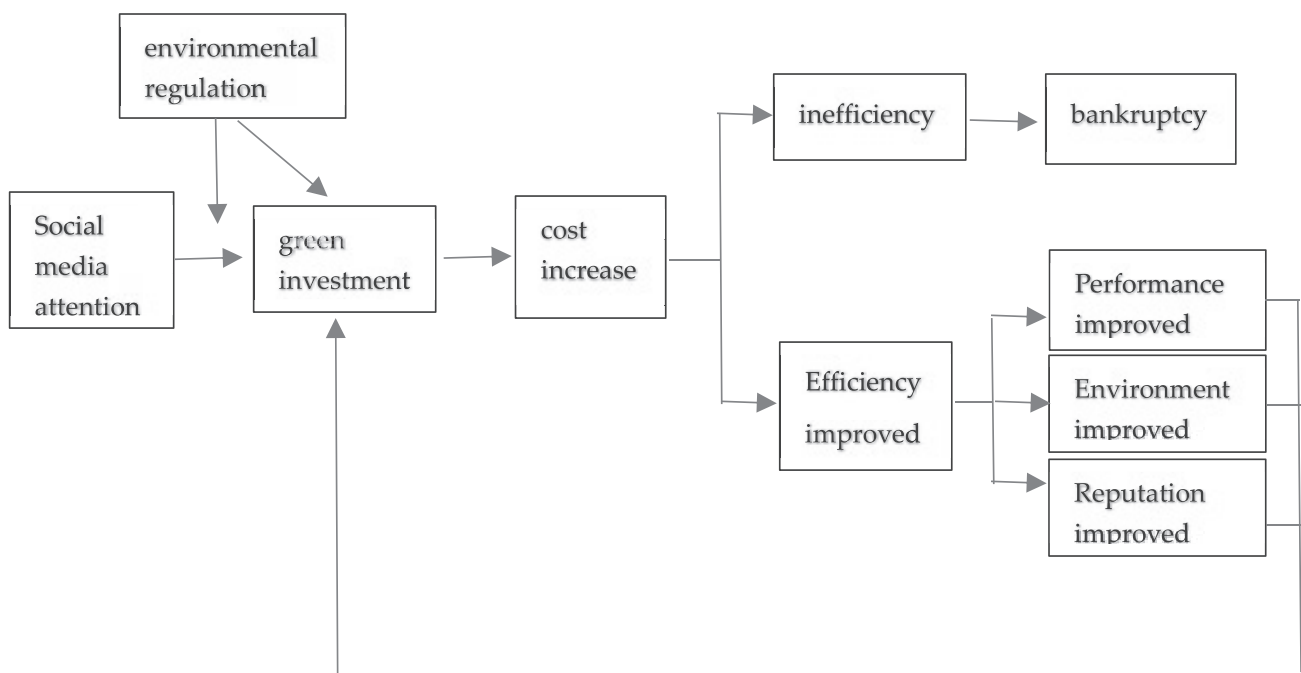 environmental
regulation
Social
media
attention
green
investment
cost
increase
inefficiency
bankruptcy
Efficiency
improved
Performance
improved
Environment
improved
Reputation
improved